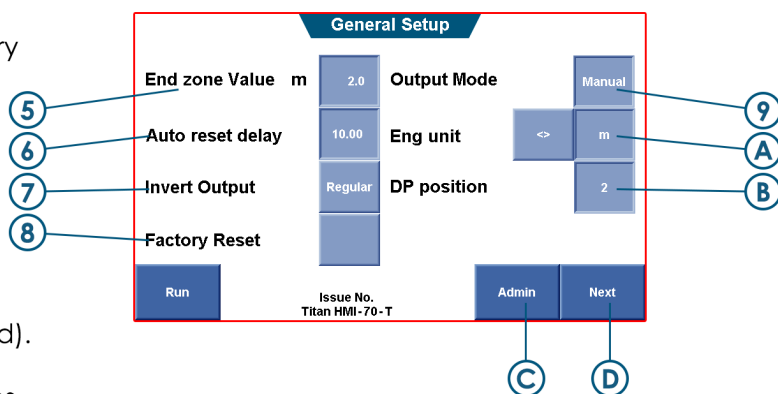 General Setup
ry
End zone Value m 2.0 Output Mode Manual
5 9
Auto reset delay 10.00 Eng unit <> m
6 A
Invert Output Regular DP position 2
7 B
Factory Reset
8
Run Issue No. Admin Next
Titan HMI-70-T
d).
C D